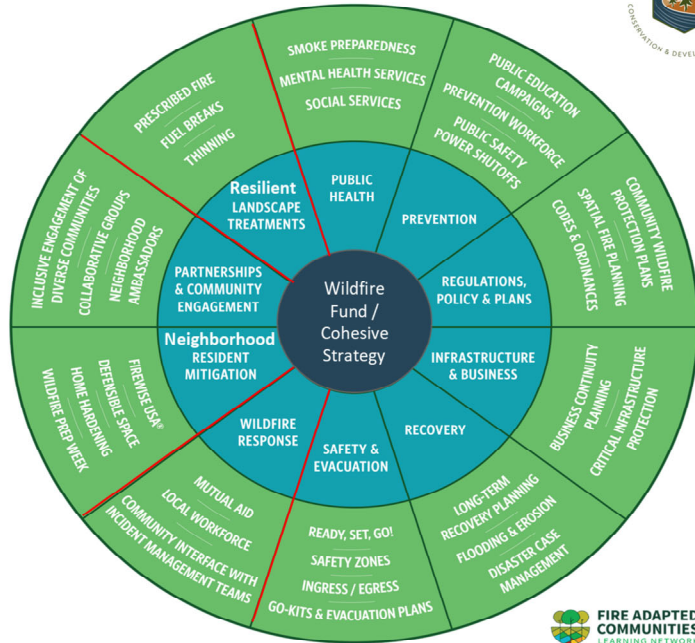 CONSERVATION & DEVEL
SMOKE PREPAREDNESS
MENTAL HEALTH SERVICES
SOCIAL SERVICES
PUBLIC EDUCATION
CAMPAIGNS
PREVENTION WORKFORCE
PUBLIC SAFETY
POWER SHUTOFFS
COMMUNITY WILDFIRE
PROTECTION PLANS
SPATIAL FIRE PLANNING
CODES & ORDINANCES
BUSINESS CONTINUITY
PLANNING
CRITICAL INFRASTRUCTURE
PROTECTION
LONG-TERM
RECOVERY PLANNING
FLOODING & EROSION
DISASTER CASE
MANAGEMENT
READY, SET, GO!
SAFETY ZONES
INGRESS / EGRESS
GO-KITS & EVACUATION PLANS
MUTUAL AID
LOCAL WORKFORCE
COMMUNITY INTERFACE WITH
INCIDENT MANAGEMENT TEAMS
FIREWISE USA®
DEFENSIBLE SPACE
HOME HARDENING
WILDFIRE PREP WEEK
INCLUSIVE ENGAGEMENT OF
DIVERSE COMMUNITIES
COLLABORATIVE GROUPS
NEIGHBORHOOD
AMBASSADORS
PRESCRIBED FIRE
FUEL BREAKS
THINNING
PUBLIC
HEALTH
PREVENTION
REGULATIONS,
POLICY & PLANS
INFRASTRUCTURE
& BUSINESS
RECOVERY
SAFETY &
EVACUATION
WILDFIRE
RESPONSE
Neighborhood
RESIDENT
MITIGATION
PARTNERSHIPS
& COMMUNITY
ENGAGEMENT
Resilient
LANDSCAPE
TREATMENTS
Wildfire
Fund /
Cohesive
Strategy
FIRE ADAPTED
COMMUNITIES
LEARNING NETWORK